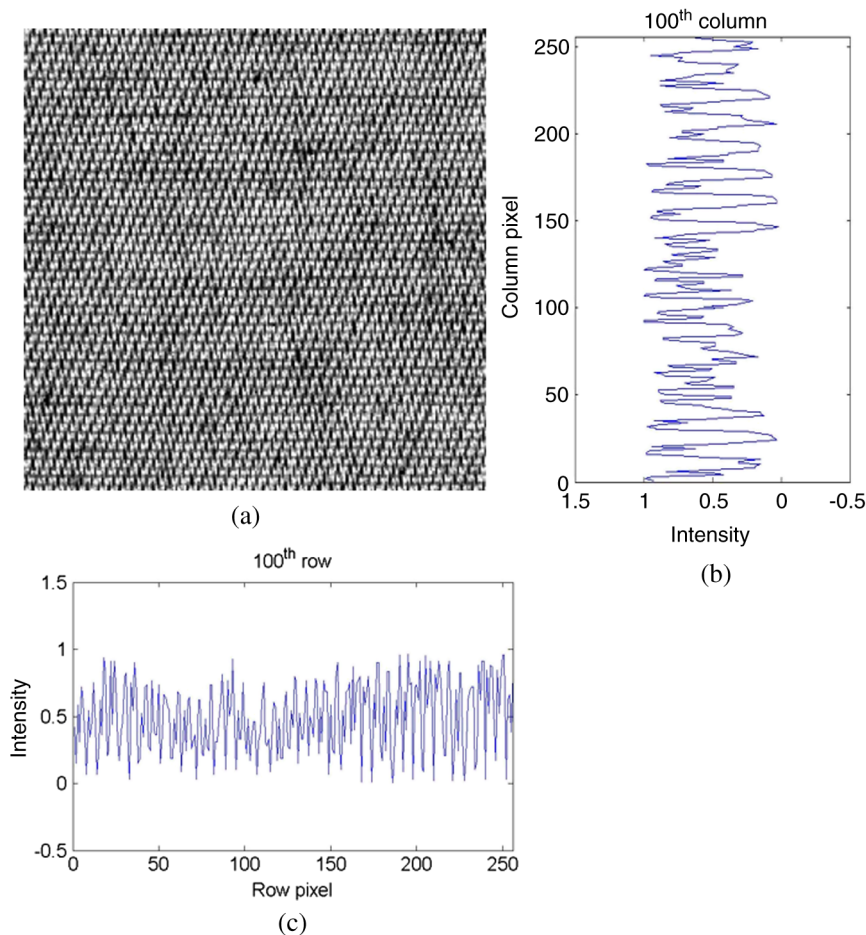 100th column
250
200
150
100
50
0
1.5 1 0.5 0 -0.5
Column pixel
Intensity
(a)
(b)
100th row
1.5
1
0.5
0
-0.5
0 50 100 150 200 250
Intensity
Row pixel
(c)